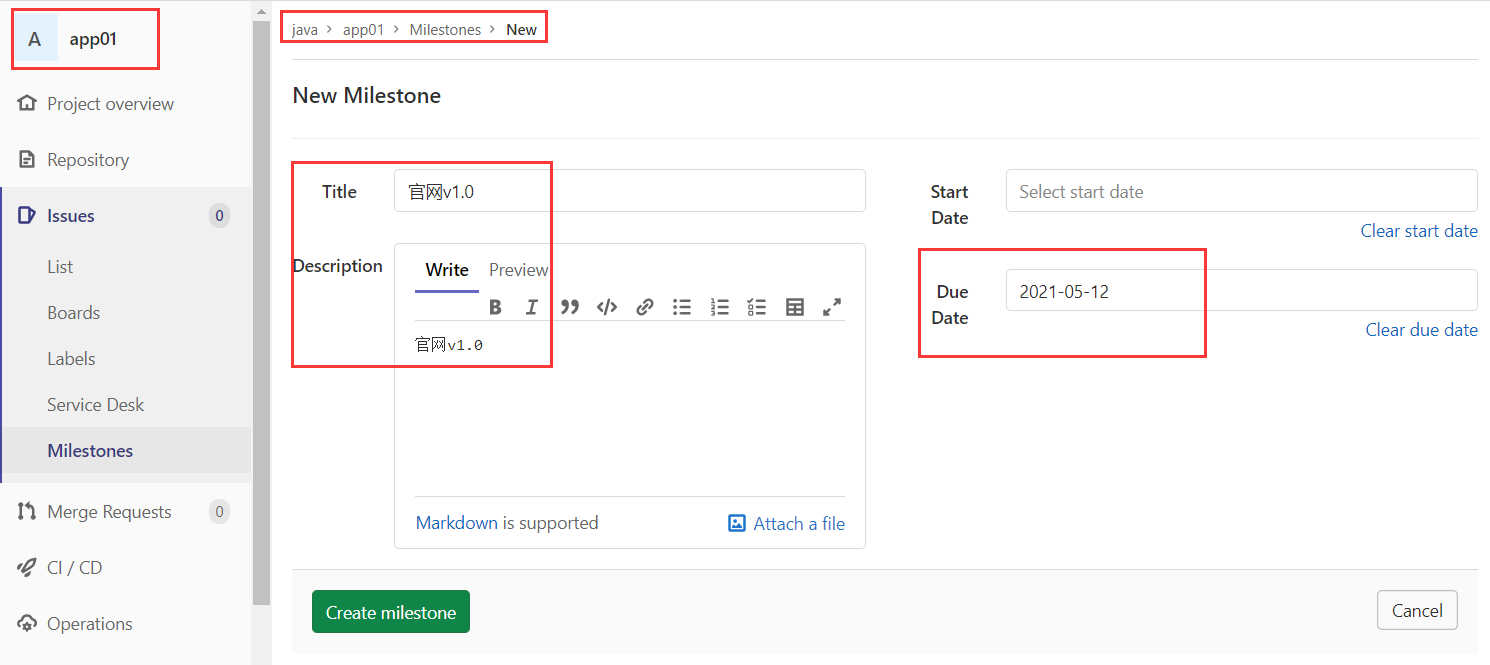 A app01
Project overview
Repository
Issues 0
List
Boards
Labels
Service Desk
Milestones
Merge Requests 0
CI / CD
Operations
java > app01 > Milestones > New
New Milestone
Title 官网v1.0
Description
Write Preview
官网v1.0
Markdown is supported Attach a file
Start
Date
Select start date
Clear start date
Due
Date
2021-05-12
Clear due date
Create milestone Cancel